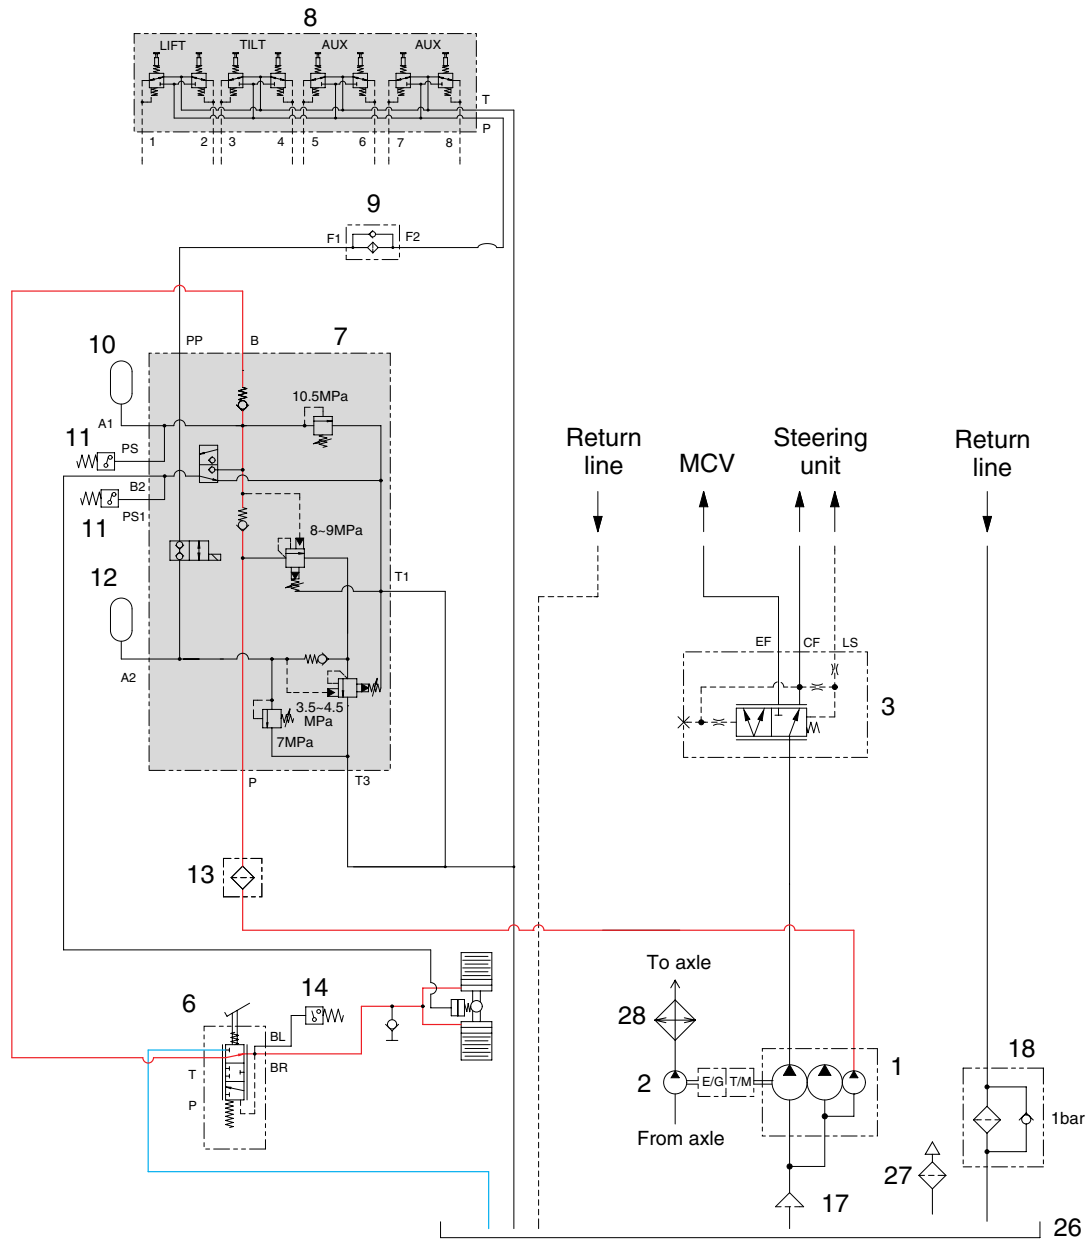 8
LIFT TILT AUX AUX
T
P
1 2 3 4 5 6 7 8
9
F1 F2
PP B 7
10
10.5MPa
A1
11 PS
B2
11 PS1
8~9MPa
12
T1
A2
3.5~4.5
MPa
7MPa
P T3
13
Return
line
MCV
Steering
unit
Return
line
EF CF LS
3
To axle
28
2 E/G T/M
From axle
1
17
18
1bar
27
26
6
14
BL
BR
T
P